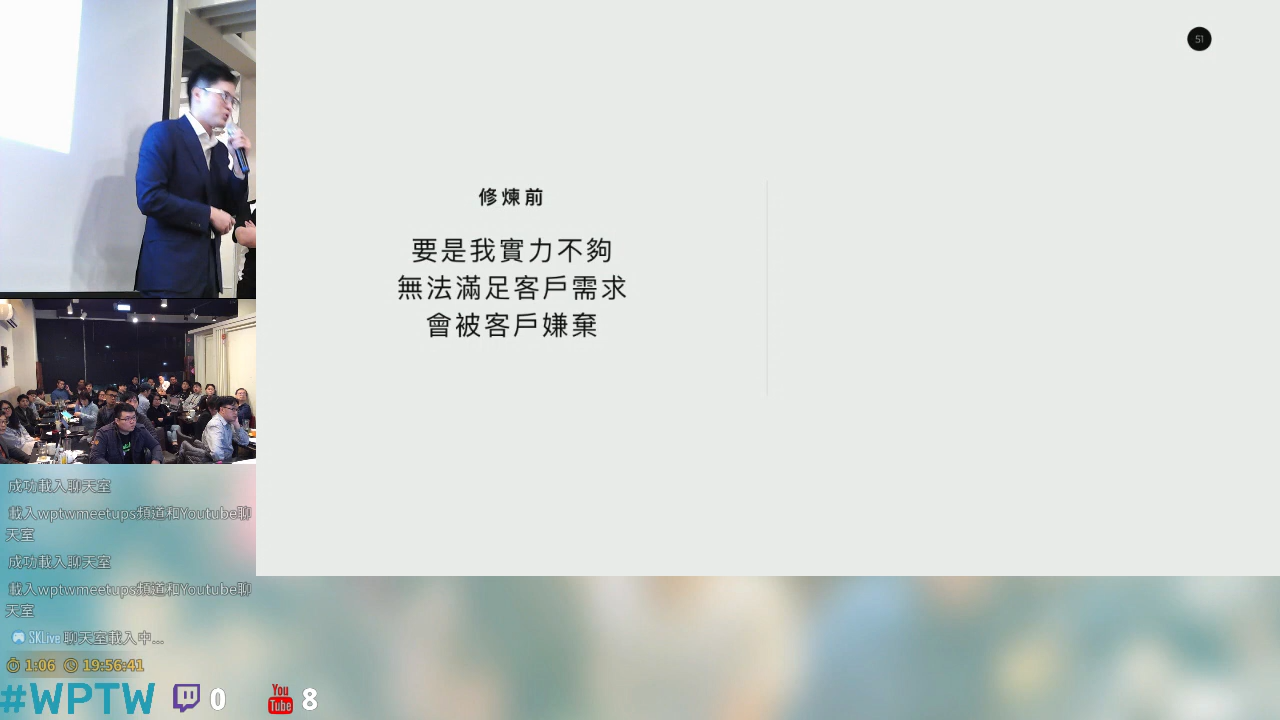 51
修煉前
要是我實力不夠
無法滿足客戶需求
會被客戶嫌棄
成功載入聊天室
載入wptwmeetups頻道和Youtube聊
天室
成功載入聊天室
載入wptwmeetups頻道和Youtube聊
天室
SKLive 聊天室載入中...
1:06 19:56:41
#WPTW 0 You Tube 8